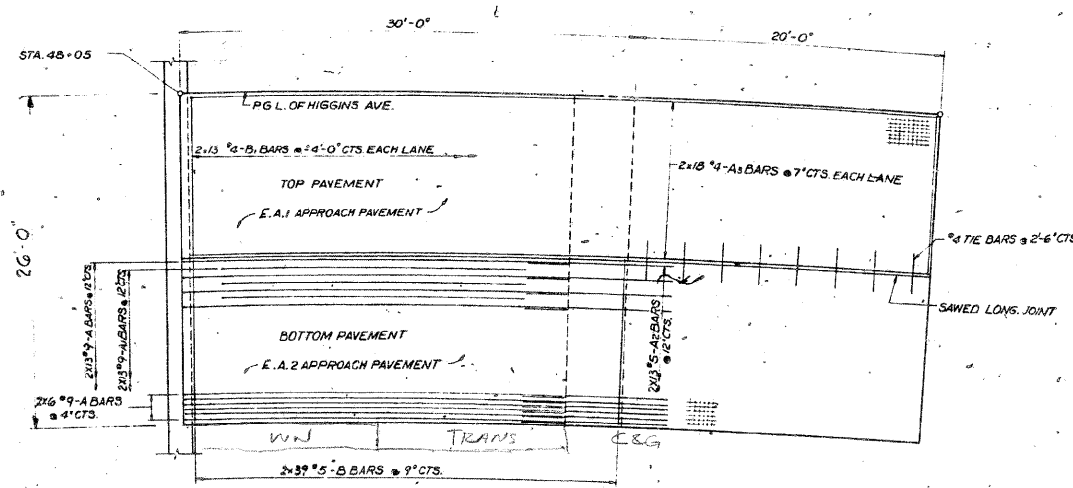 30'-0"
20'-0"
STA. 48+05
P.G.L. OF HIGGINS AVE.
2x13 #4-B1 BARS @ ±4'-0" CTS. EACH LANE
2x18 #4-A3 BARS @ 7" CTS. EACH LANE
TOP PAVEMENT
E.A.1 APPROACH PAVEMENT
26'-0"
#4 TIE BARS @ 2'-6" CTS
SAWED LONG. JOINT
2x13 #9-A BARS @ 12" CTS.
2x13 #9-A1 BARS @ 12" CTS.
BOTTOM PAVEMENT
E.A.2 APPROACH PAVEMENT
2x13 #5-A2 BARS
@ 12" CTS.
2x6 #9-A BARS
@ 4" CTS.
WN TRANS C&G
2x39 #5-B BARS @ 9" CTS.